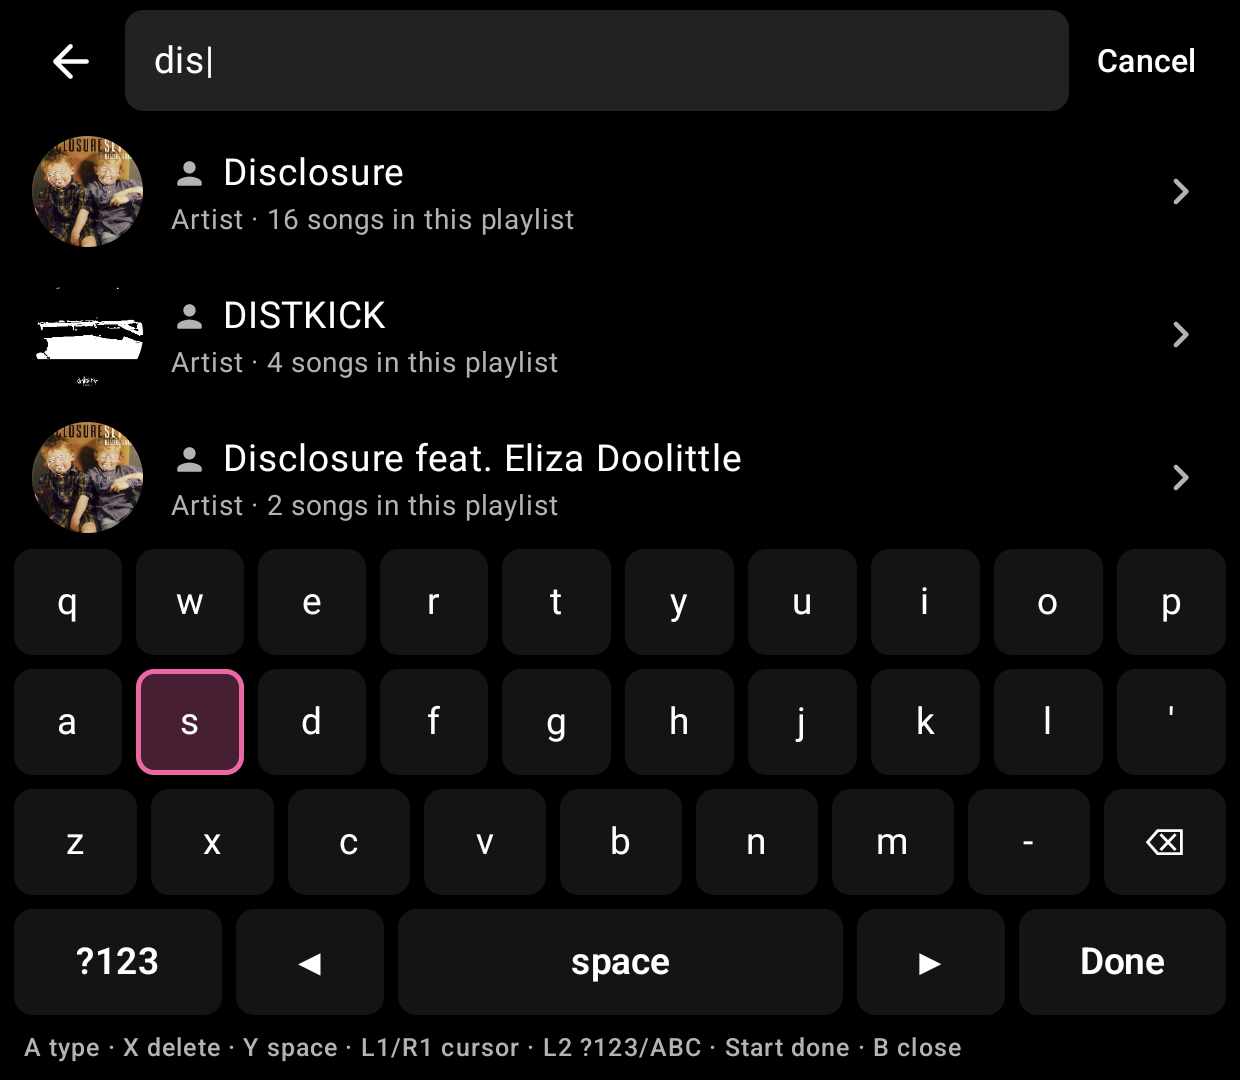 dis
Cancel
Disclosure
Artist · 16 songs in this playlist
DISTKICK
Artist · 4 songs in this playlist
Disclosure feat. Eliza Doolittle
Artist · 2 songs in this playlist
q w e r t y u i o p
a s d f g h j k l '
z x c v b n m -
?123 ◀ space ▶ Done
A type · X delete · Y space · L1/R1 cursor · L2 ?123/ABC · Start done · B close